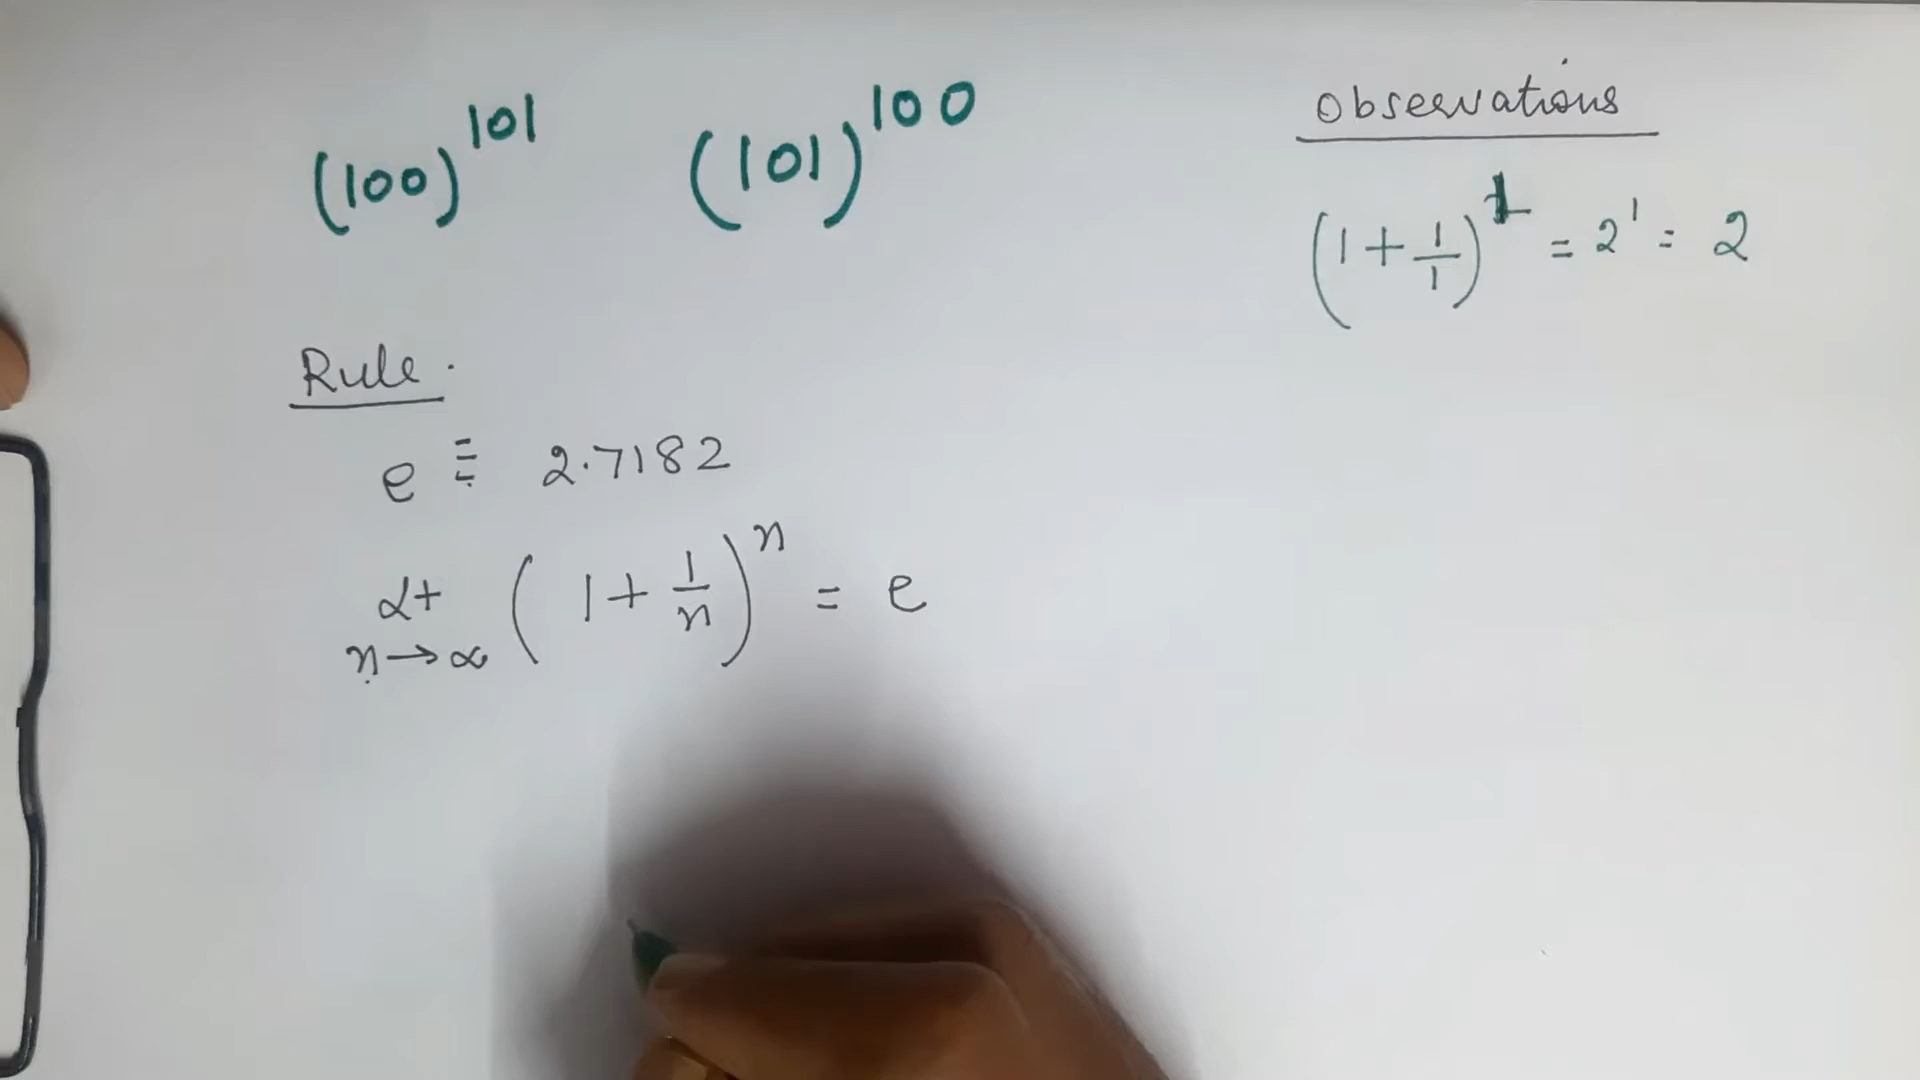 (100)^101 (101)^100
Rule.
e ≅ 2.7182
Lt n→∞ (1 + 1/n)^n = e
Observations
(1 + 1/1)^1 = 2^1 = 2